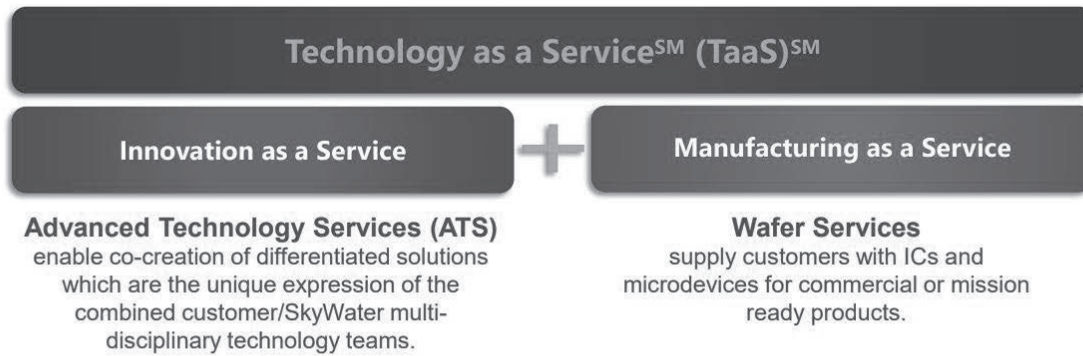 Technology as a Service℠ (TaaS)℠
Innovation as a Service
Manufacturing as a Service
Advanced Technology Services (ATS)
enable co-creation of differentiated solutions
which are the unique expression of the
combined customer/SkyWater multi-
disciplinary technology teams.
Wafer Services
supply customers with ICs and
microdevices for commercial or mission
ready products.